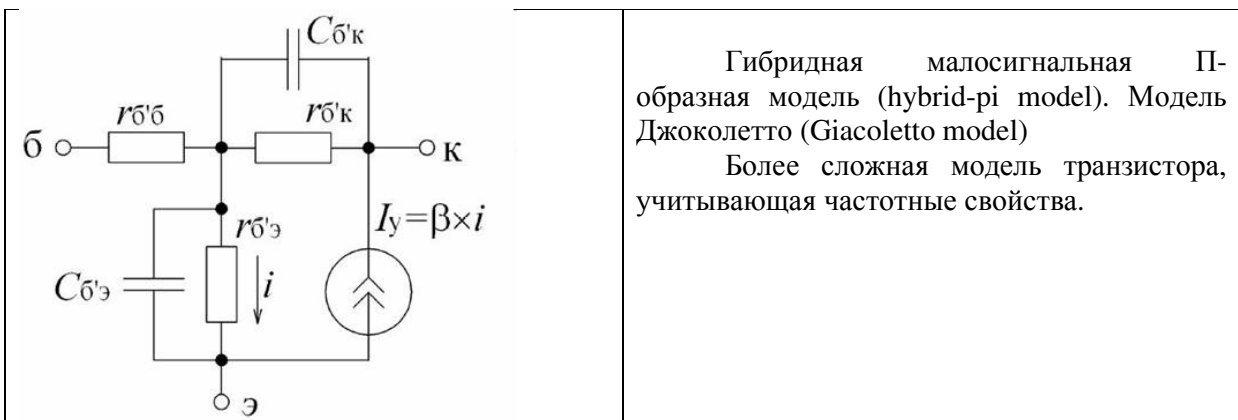 Cб'к
rб'б
rб'к
б
к
rб'э
Iу=β×i
Cб'э
i
э
Гибридная малосигнальная П-
образная модель (hybrid-pi model). Модель
Джоколетто (Giacoletto model)
Более сложная модель транзистора,
учитывающая частотные свойства.